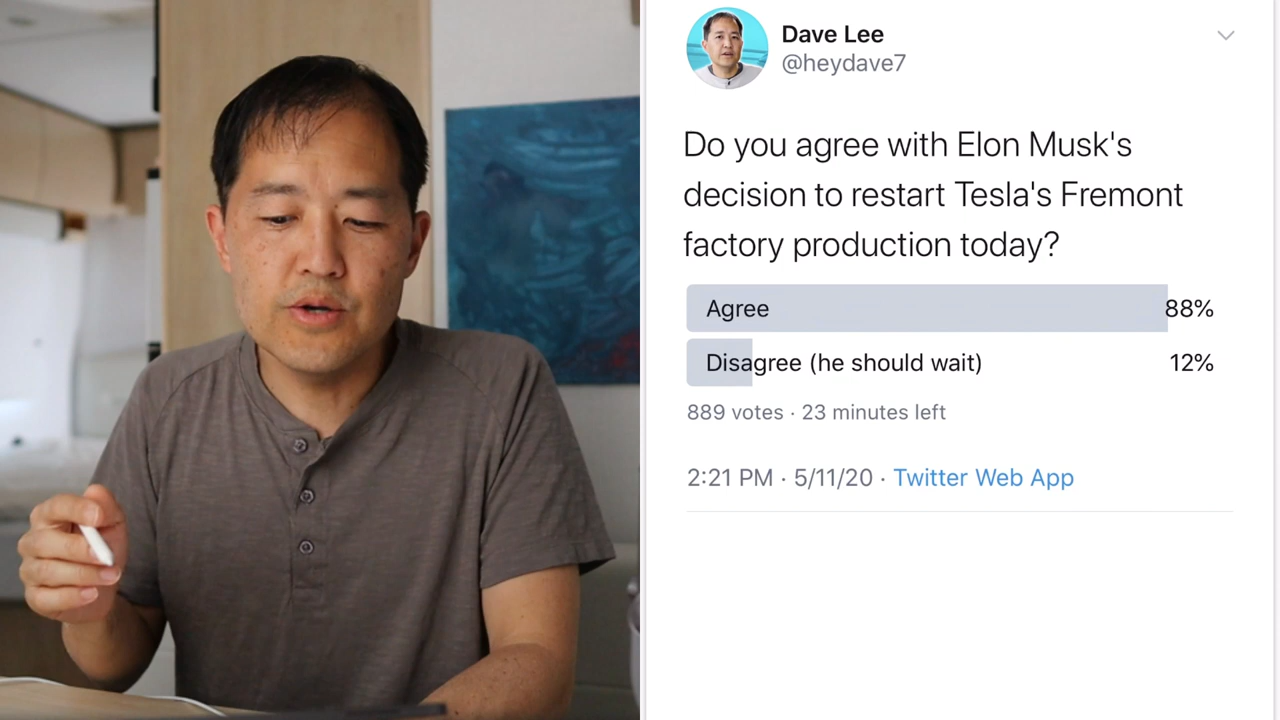 Dave Lee
@heydave7
Do you agree with Elon Musk's
decision to restart Tesla's Fremont
factory production today?
Agree 88%
Disagree (he should wait) 12%
889 votes · 23 minutes left
2:21 PM · 5/11/20 · Twitter Web App